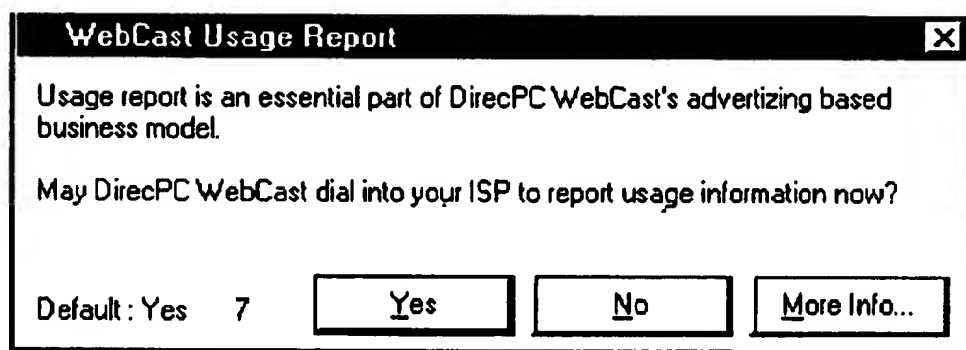 WebCast Usage Report
Usage report is an essential part of DirecPC WebCast's advertizing based
business model.
May DirecPC WebCast dial into your ISP to report usage information now?
Default : Yes 7 Yes No More Info...